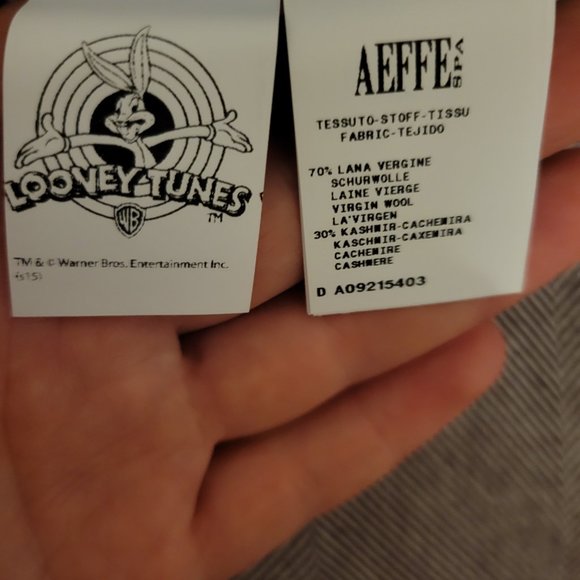 LOONEY TUNES
WB
TM
TM & © Warner Bros. Entertainment Inc.
(s15)
AEFFE SPA
TESSUTO-STOFF-TISSU
FABRIC-TEJIDO
70% LANA VERGINE
SCHURWOLLE
LAINE VIERGE
VIRGIN WOOL
LA'VIRGEN
30% KASHMIR-CACHEMIRA
KASCHMIR-CAXEMIRA
CACHEMIRE
CASHMERE
D A09215403